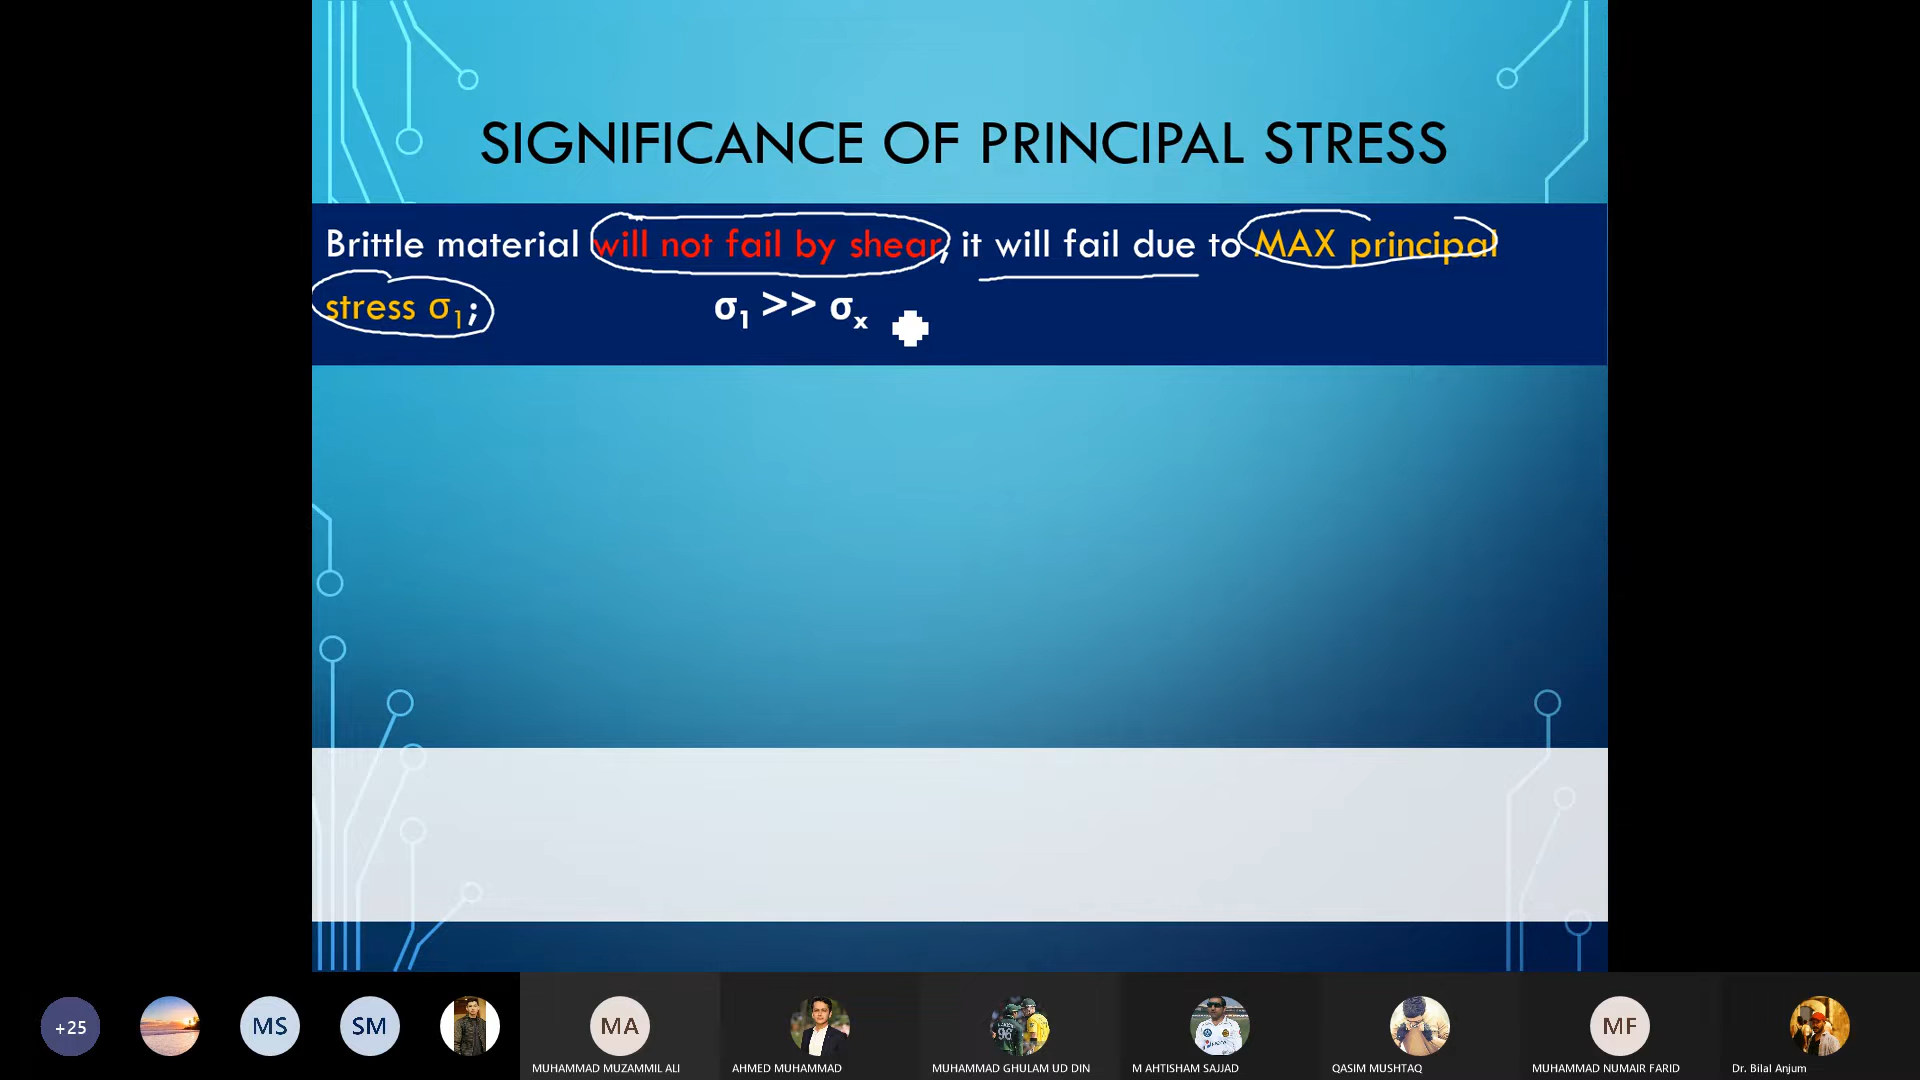 SIGNIFICANCE OF PRINCIPAL STRESS
Brittle material will not fail by shear, it will fail due to MAX principal
stress σ₁; σ₁ >> σₓ
+25
MS
SM
MA
MF
MUHAMMAD MUZAMMIL ALI
AHMED MUHAMMAD
MUHAMMAD GHULAM UD DIN
M AHTISHAM SAJJAD
QASIM MUSHTAQ
MUHAMMAD NUMAIR FARID
Dr. Bilal Anjum